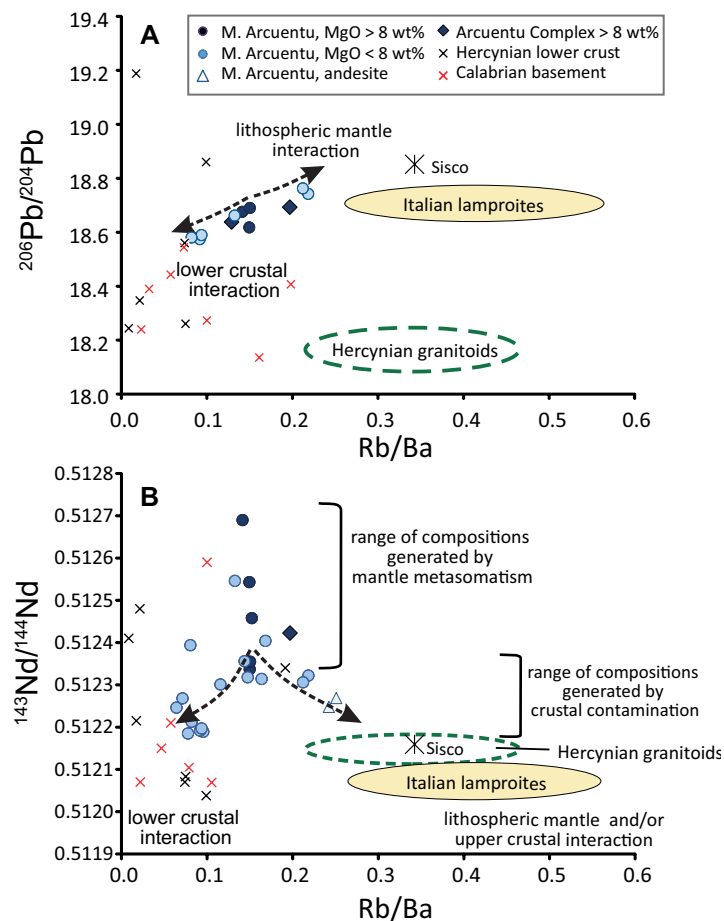 A
M. Arcuentu, MgO > 8 wt%
M. Arcuentu, MgO < 8 wt%
M. Arcuentu, andesite
Arcuentu Complex > 8 wt%
Hercynian lower crust
Calabrian basement
19.4
19.2
19.0
18.8
18.6
18.4
18.2
18.0
206Pb/204Pb
lithospheric mantle
interaction
Sisco
Italian lamproites
lower crustal
interaction
Hercynian granitoids
0.0
0.1
0.2
0.3
0.4
0.5
0.6
Rb/Ba
B
0.5128
0.5127
0.5126
0.5125
0.5124
0.5123
0.5122
0.5121
0.5120
0.5119
143Nd/144Nd
range of compositions
generated by
mantle metasomatism
range of compositions
generated by
crustal contamination
Sisco
Hercynian granitoids
Italian lamproites
lower crustal
interaction
lithospheric mantle and/or
upper crustal interaction
0.0
0.1
0.2
0.3
0.4
0.5
0.6
Rb/Ba